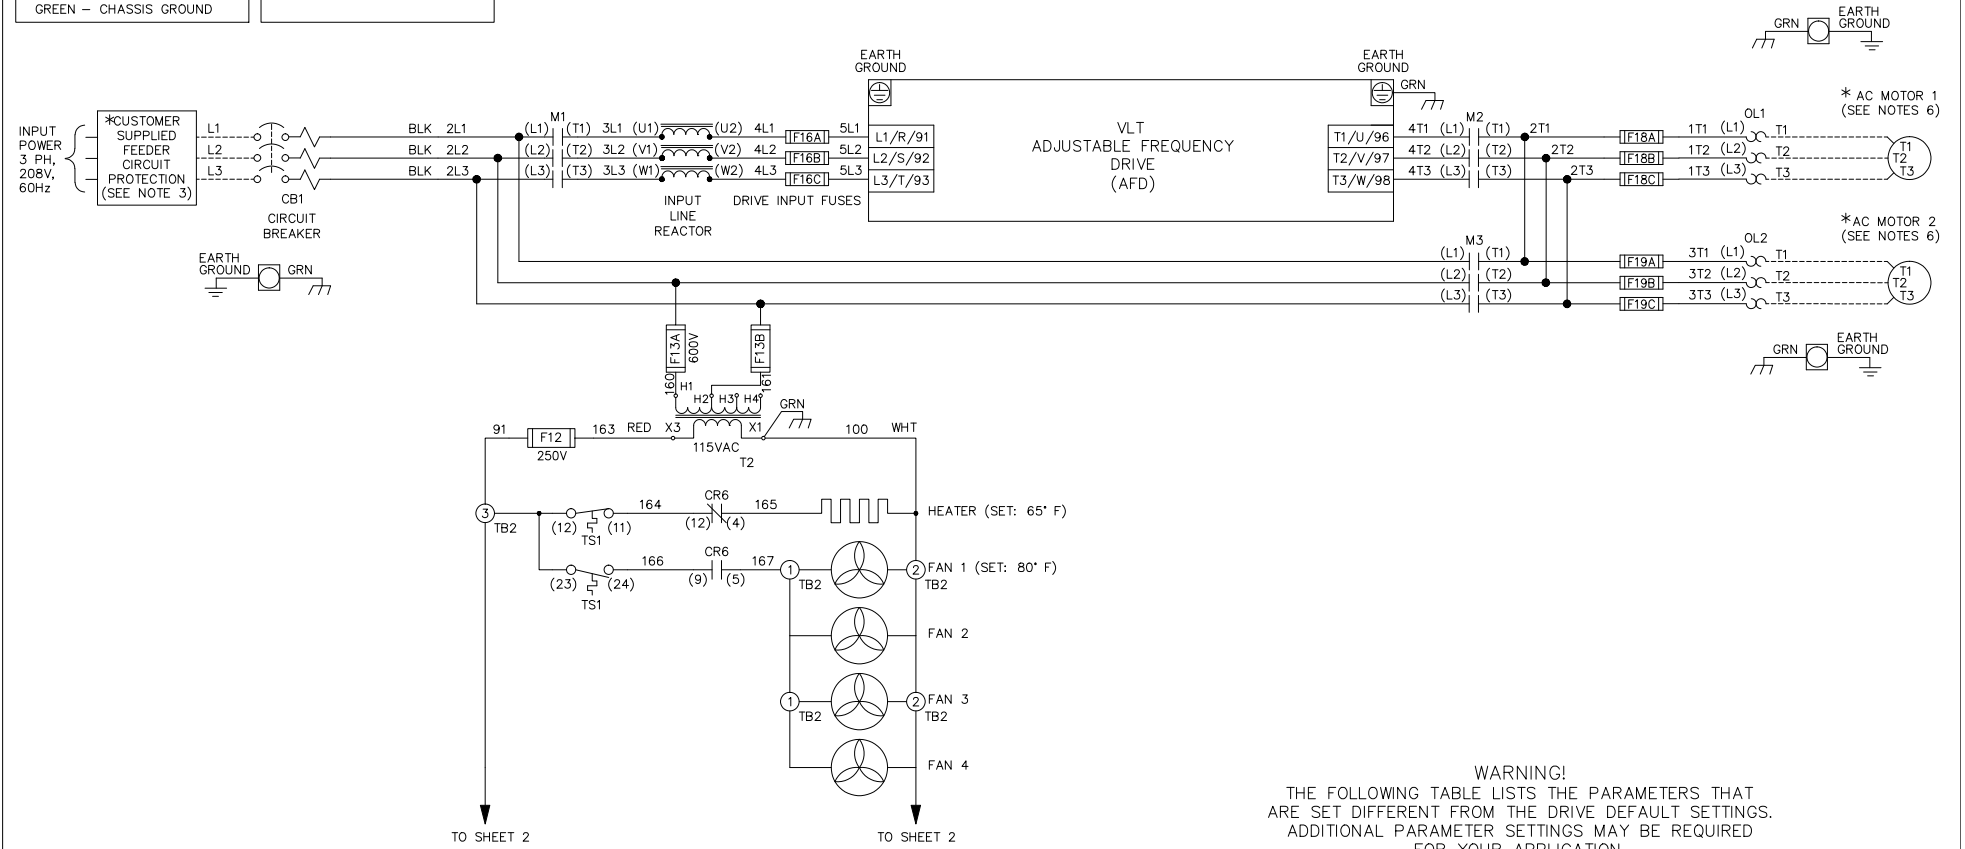 GREEN – CHASSIS GROUND
GRN
EARTH
GROUND
INPUT
POWER
3 PH,
208V,
60Hz
*CUSTOMER
SUPPLIED
FEEDER
CIRCUIT
PROTECTION
(SEE NOTE 3)
L1
L2
L3
CB1
CIRCUIT
BREAKER
EARTH
GROUND
GRN
BLK 2L1
BLK 2L2
BLK 2L3
M1
(L1) (T1) 3L1 (U1) (U2) 4L1 F16A 5L1
(L2) (T2) 3L2 (V1) (V2) 4L2 F16B 5L2
(L3) (T3) 3L3 (W1) (W2) 4L3 F16C 5L3
INPUT
LINE
REACTOR
DRIVE INPUT FUSES
EARTH
GROUND
L1/R/91
L2/S/92
L3/T/93
VLT
ADJUSTABLE FREQUENCY
DRIVE
(AFD)
EARTH
GROUND
GRN
T1/U/96
T2/V/97
T3/W/98
M2
4T1 (L1) (T1) 2T1 F18A 1T1 (L1) T1
4T2 (L2) (T2) 2T2 F18B 1T2 (L2) T2
4T3 (L3) (T3) 2T3 F18C 1T3 (L3) T3
OL1
* AC MOTOR 1
(SEE NOTES 6)
T1
T2
T3
M3
(L1) (T1) F19A 3T1 (L1) T1
(L2) (T2) F19B 3T2 (L2) T2
(L3) (T3) F19C 3T3 (L3) T3
OL2
*AC MOTOR 2
(SEE NOTES 6)
T1
T2
T3
GRN
EARTH
GROUND
F13A
600V
F13B
160
161
H1
H2 H3 H4
GRN
91 F12 163 RED X3 X1 100 WHT
250V
115VAC
T2
3
TB2
(12) (11)
TS1
164
CR6
(12) (4)
165
HEATER (SET: 65° F)
(23) (24)
TS1
166
CR6
(9) (5)
167
1
TB2
2
TB2
FAN 1 (SET: 80° F)
FAN 2
1
TB2
2
TB2
FAN 3
FAN 4
TO SHEET 2
TO SHEET 2
WARNING!
THE FOLLOWING TABLE LISTS THE PARAMETERS THAT
ARE SET DIFFERENT FROM THE DRIVE DEFAULT SETTINGS.
ADDITIONAL PARAMETER SETTINGS MAY BE REQUIRED
FOR YOUR APPLICATION